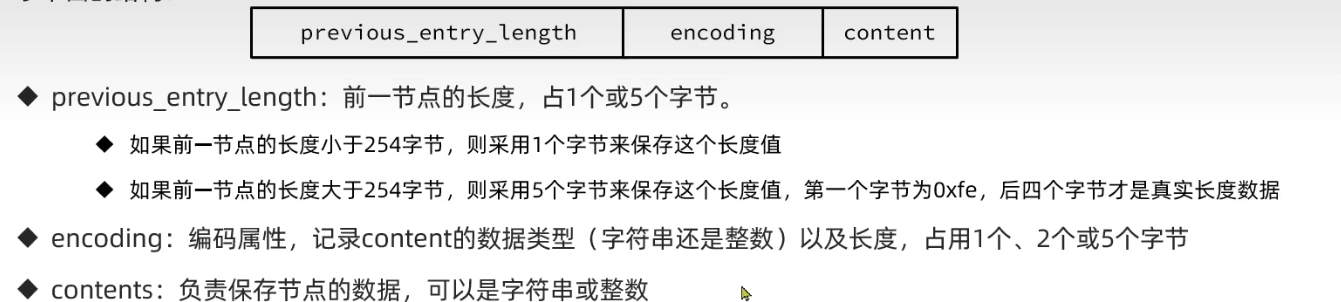 previous_entry_length encoding content
◆ previous_entry_length：前一节点的长度，占1个或5个字节。
◆ 如果前一节点的长度小于254字节，则采用1个字节来保存这个长度值
◆ 如果前一节点的长度大于254字节，则采用5个字节来保存这个长度值，第一个字节为0xfe，后四个字节才是真实长度数据
◆ encoding：编码属性，记录content的数据类型（字符串还是整数）以及长度，占用1个、2个或5个字节
◆ contents：负责保存节点的数据，可以是字符串或整数